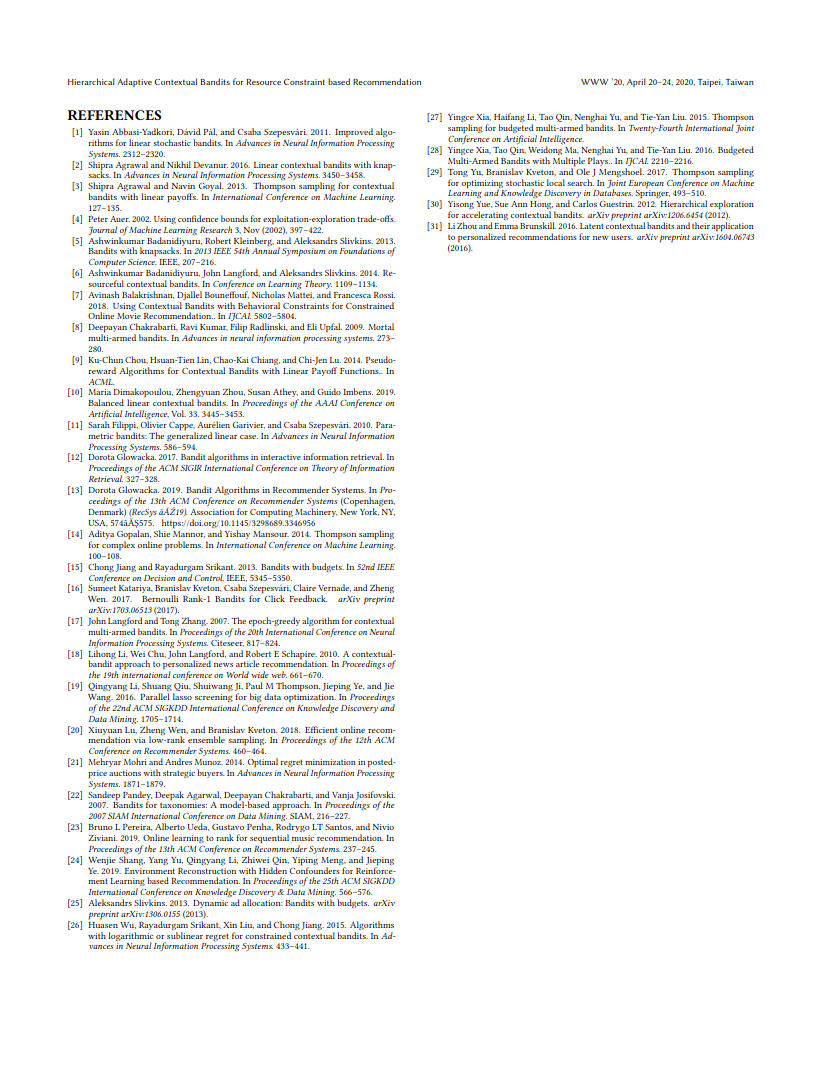 Hierarchical Adaptive Contextual Bandits for Resource Constraint based Recommendation
WWW '20, April 20–24, 2020, Taipei, Taiwan
REFERENCES
[1] Yasin Abbasi-Yadkori, Dávid Pál, and Csaba Szepesvári. 2011. Improved algo-
rithms for linear stochastic bandits. In Advances in Neural Information Processing
Systems. 2312–2320.
[2] Shipra Agrawal and Nikhil Devanur. 2016. Linear contextual bandits with knap-
sacks. In Advances in Neural Information Processing Systems. 3450–3458.
[3] Shipra Agrawal and Navin Goyal. 2013. Thompson sampling for contextual
bandits with linear payoffs. In International Conference on Machine Learning.
127–135.
[4] Peter Auer. 2002. Using confidence bounds for exploitation-exploration trade-offs.
Journal of Machine Learning Research 3, Nov (2002), 397–422.
[5] Ashwinkumar Badanidiyuru, Robert Kleinberg, and Aleksandrs Slivkins. 2013.
Bandits with knapsacks. In 2013 IEEE 54th Annual Symposium on Foundations of
Computer Science. IEEE, 207–216.
[6] Ashwinkumar Badanidiyuru, John Langford, and Aleksandrs Slivkins. 2014. Re-
sourceful contextual bandits. In Conference on Learning Theory. 1109–1134.
[7] Avinash Balakrishnan, Djallel Bouneffouf, Nicholas Mattei, and Francesca Rossi.
2018. Using Contextual Bandits with Behavioral Constraints for Constrained
Online Movie Recommendation.. In IJCAI. 5802–5804.
[8] Deepayan Chakrabarti, Ravi Kumar, Filip Radlinski, and Eli Upfal. 2009. Mortal
multi-armed bandits. In Advances in neural information processing systems. 273–
280.
[9] Ku-Chun Chou, Hsuan-Tien Lin, Chao-Kai Chiang, and Chi-Jen Lu. 2014. Pseudo-
reward Algorithms for Contextual Bandits with Linear Payoff Functions.. In
ACML.
[10] Maria Dimakopoulou, Zhengyuan Zhou, Susan Athey, and Guido Imbens. 2019.
Balanced linear contextual bandits. In Proceedings of the AAAI Conference on
Artificial Intelligence, Vol. 33. 3445–3453.
[11] Sarah Filippi, Olivier Cappe, Aurélien Garivier, and Csaba Szepesvári. 2010. Para-
metric bandits: The generalized linear case. In Advances in Neural Information
Processing Systems. 586–594.
[12] Dorota Glowacka. 2017. Bandit algorithms in interactive information retrieval. In
Proceedings of the ACM SIGIR International Conference on Theory of Information
Retrieval. 327–328.
[13] Dorota Glowacka. 2019. Bandit Algorithms in Recommender Systems. In Pro-
ceedings of the 13th ACM Conference on Recommender Systems (Copenhagen,
Denmark) (RecSys âĂŹ19). Association for Computing Machinery, New York, NY,
USA, 574âĂŞ575. https://doi.org/10.1145/3298689.3346956
[14] Aditya Gopalan, Shie Mannor, and Yishay Mansour. 2014. Thompson sampling
for complex online problems. In International Conference on Machine Learning.
100–108.
[15] Chong Jiang and Rayadurgam Srikant. 2013. Bandits with budgets. In 52nd IEEE
Conference on Decision and Control. IEEE, 5345–5350.
[16] Sumeet Katariya, Branislav Kveton, Csaba Szepesvári, Claire Vernade, and Zheng
Wen. 2017. Bernoulli Rank-1 Bandits for Click Feedback. arXiv preprint
arXiv:1703.06513 (2017).
[17] John Langford and Tong Zhang. 2007. The epoch-greedy algorithm for contextual
multi-armed bandits. In Proceedings of the 20th International Conference on Neural
Information Processing Systems. Citeseer, 817–824.
[18] Lihong Li, Wei Chu, John Langford, and Robert E Schapire. 2010. A contextual-
bandit approach to personalized news article recommendation. In Proceedings of
the 19th international conference on World wide web. 661–670.
[19] Qingyang Li, Shuang Qiu, Shuiwang Ji, Paul M Thompson, Jieping Ye, and Jie
Wang. 2016. Parallel lasso screening for big data optimization. In Proceedings
of the 22nd ACM SIGKDD International Conference on Knowledge Discovery and
Data Mining. 1705–1714.
[20] Xiuyuan Lu, Zheng Wen, and Branislav Kveton. 2018. Efficient online recom-
mendation via low-rank ensemble sampling. In Proceedings of the 12th ACM
Conference on Recommender Systems. 460–464.
[21] Mehryar Mohri and Andres Munoz. 2014. Optimal regret minimization in posted-
price auctions with strategic buyers. In Advances in Neural Information Processing
Systems. 1871–1879.
[22] Sandeep Pandey, Deepak Agarwal, Deepayan Chakrabarti, and Vanja Josifovski.
2007. Bandits for taxonomies: A model-based approach. In Proceedings of the
2007 SIAM International Conference on Data Mining. SIAM, 216–227.
[23] Bruno L Pereira, Alberto Ueda, Gustavo Penha, Rodrygo LT Santos, and Nivio
Ziviani. 2019. Online learning to rank for sequential music recommendation. In
Proceedings of the 13th ACM Conference on Recommender Systems. 237–245.
[24] Wenjie Shang, Yang Yu, Qingyang Li, Zhiwei Qin, Yiping Meng, and Jieping
Ye. 2019. Environment Reconstruction with Hidden Confounders for Reinforce-
ment Learning based Recommendation. In Proceedings of the 25th ACM SIGKDD
International Conference on Knowledge Discovery & Data Mining. 566–576.
[25] Aleksandrs Slivkins. 2013. Dynamic ad allocation: Bandits with budgets. arXiv
preprint arXiv:1306.0155 (2013).
[26] Huasen Wu, Rayadurgam Srikant, Xin Liu, and Chong Jiang. 2015. Algorithms
with logarithmic or sublinear regret for constrained contextual bandits. In Ad-
vances in Neural Information Processing Systems. 433–441.
[27] Yingce Xia, Haifang Li, Tao Qin, Nenghai Yu, and Tie-Yan Liu. 2015. Thompson
sampling for budgeted multi-armed bandits. In Twenty-Fourth International Joint
Conference on Artificial Intelligence.
[28] Yingce Xia, Tao Qin, Weidong Ma, Nenghai Yu, and Tie-Yan Liu. 2016. Budgeted
Multi-Armed Bandits with Multiple Plays.. In IJCAI. 2210–2216.
[29] Tong Yu, Branislav Kveton, and Ole J Mengshoel. 2017. Thompson sampling
for optimizing stochastic local search. In Joint European Conference on Machine
Learning and Knowledge Discovery in Databases. Springer, 493–510.
[30] Yisong Yue, Sue Ann Hong, and Carlos Guestrin. 2012. Hierarchical exploration
for accelerating contextual bandits. arXiv preprint arXiv:1206.6454 (2012).
[31] Li Zhou and Emma Brunskill. 2016. Latent contextual bandits and their application
to personalized recommendations for new users. arXiv preprint arXiv:1604.06743
(2016).